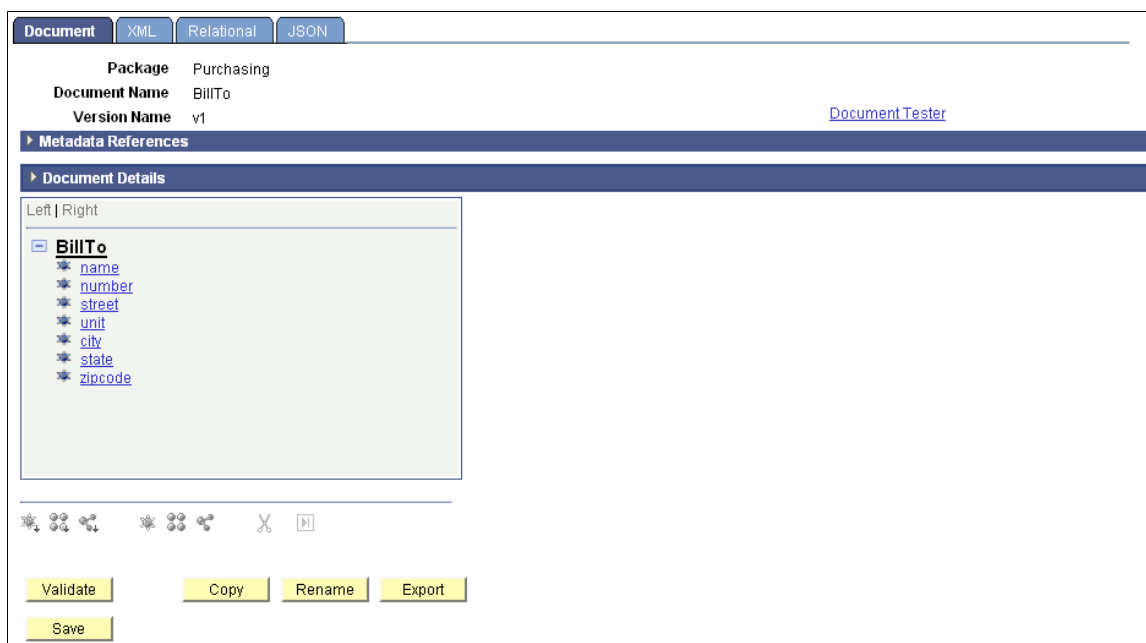 Document XML Relational JSON
Package Purchasing
Document Name BillTo
Version Name v1 Document Tester
Metadata References
Document Details
Left | Right
BillTo
name
number
street
unit
city
state
zipcode
Validate Copy Rename Export
Save